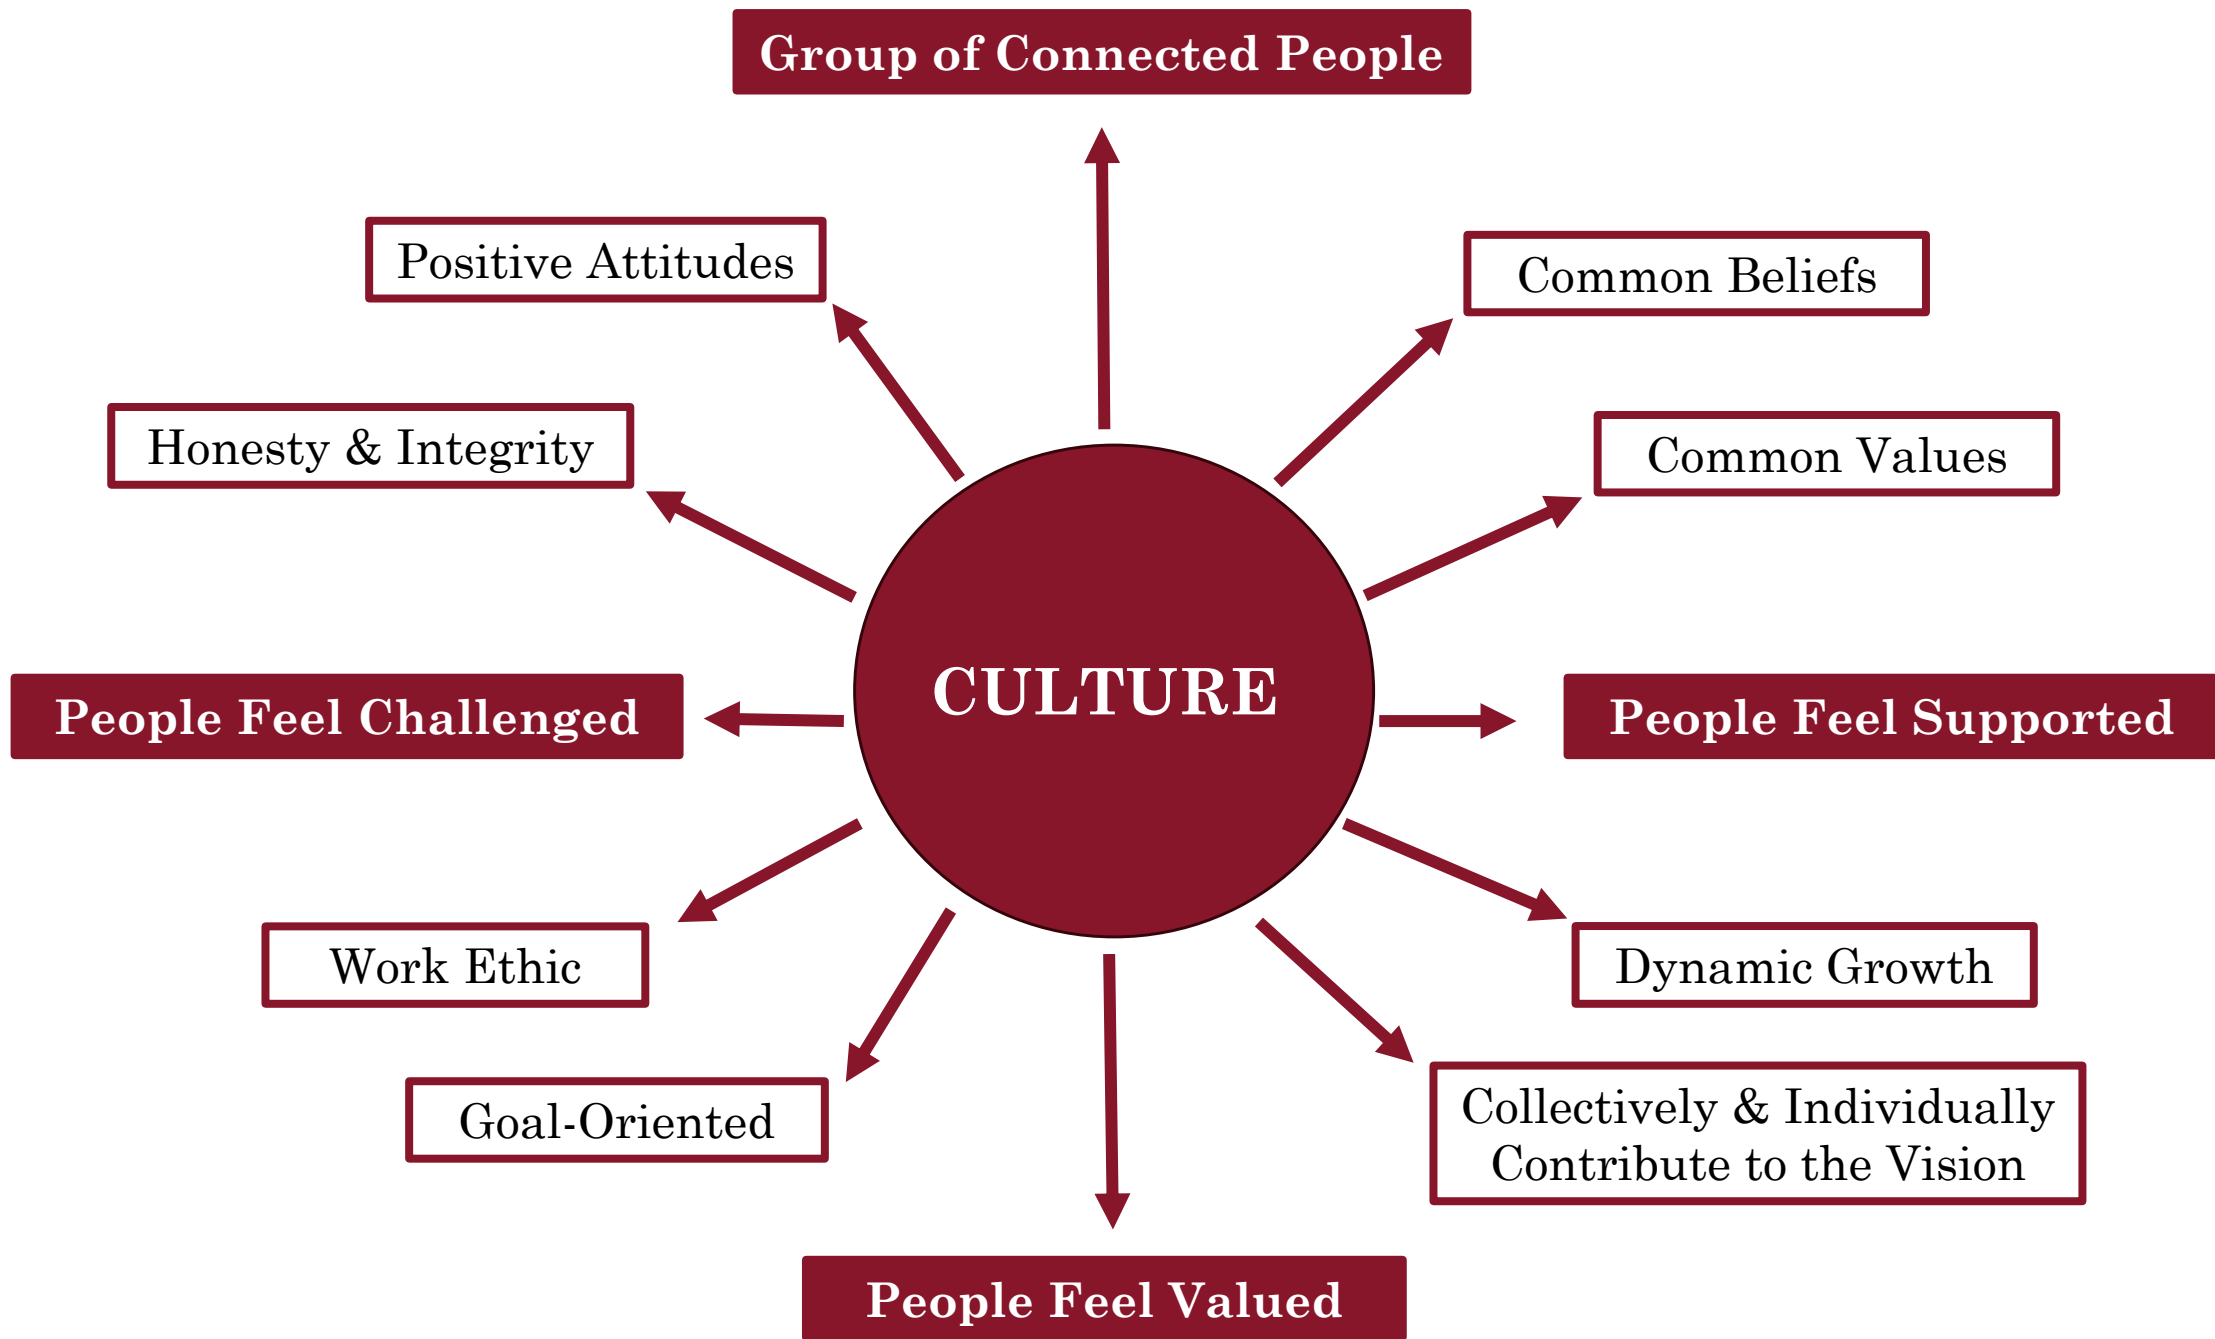 Group of Connected People
Positive Attitudes
Common Beliefs
Honesty & Integrity
Common Values
CULTURE
People Feel Challenged
People Feel Supported
Work Ethic
Dynamic Growth
Goal-Oriented
Collectively & Individually
Contribute to the Vision
People Feel Valued